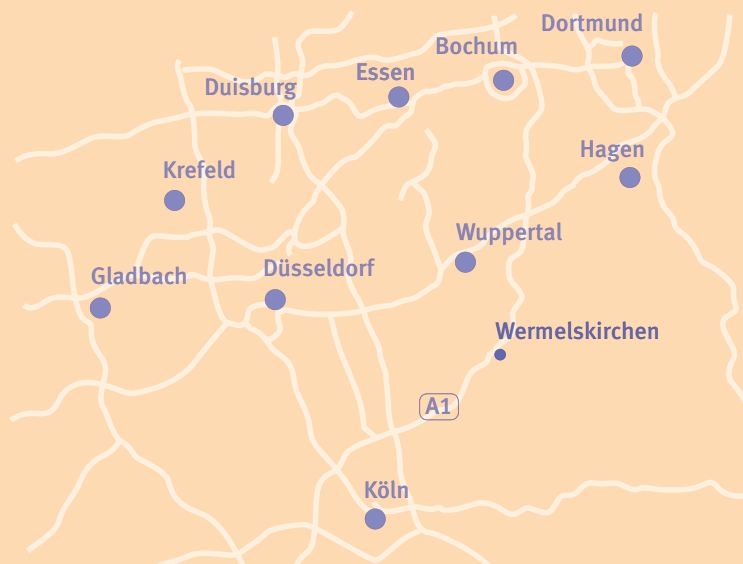 Dortmund
Bochum
Essen
Duisburg
Hagen
Krefeld
Wuppertal
Düsseldorf
Gladbach
Wermelskirchen
A1
Köln